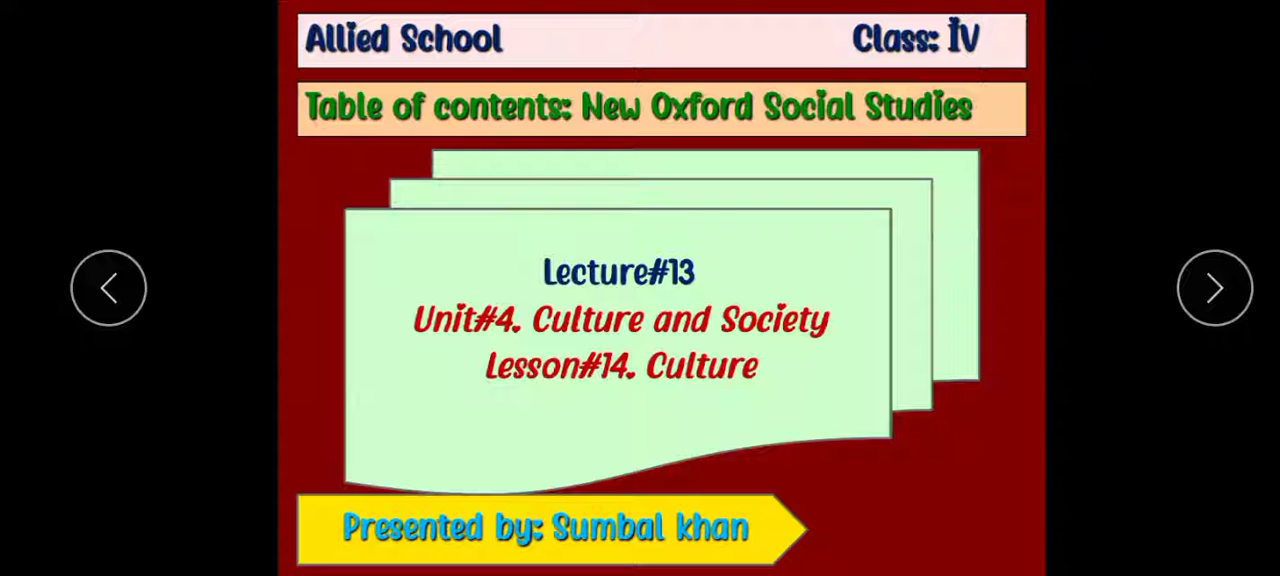 Allied School Class: IV
Table of contents: New Oxford Social Studies
Lecture#13
Unit#4. Culture and Society
Lesson#14. Culture
Presented by: Sumbal khan